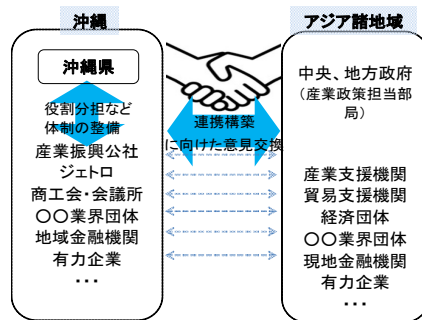 沖縄
沖縄県
役割分担など
体制の整備
産業振興公社
ジェトロ
商工会・会議所
〇〇業界団体
地域金融機関
有力企業
・・・
連携構築
に向けた意見交換
アジア諸地域
中央、地方政府
（産業政策担当部
局）
産業支援機関
貿易支援機関
経済団体
〇〇業界団体
現地金融機関
有力企業
・・・